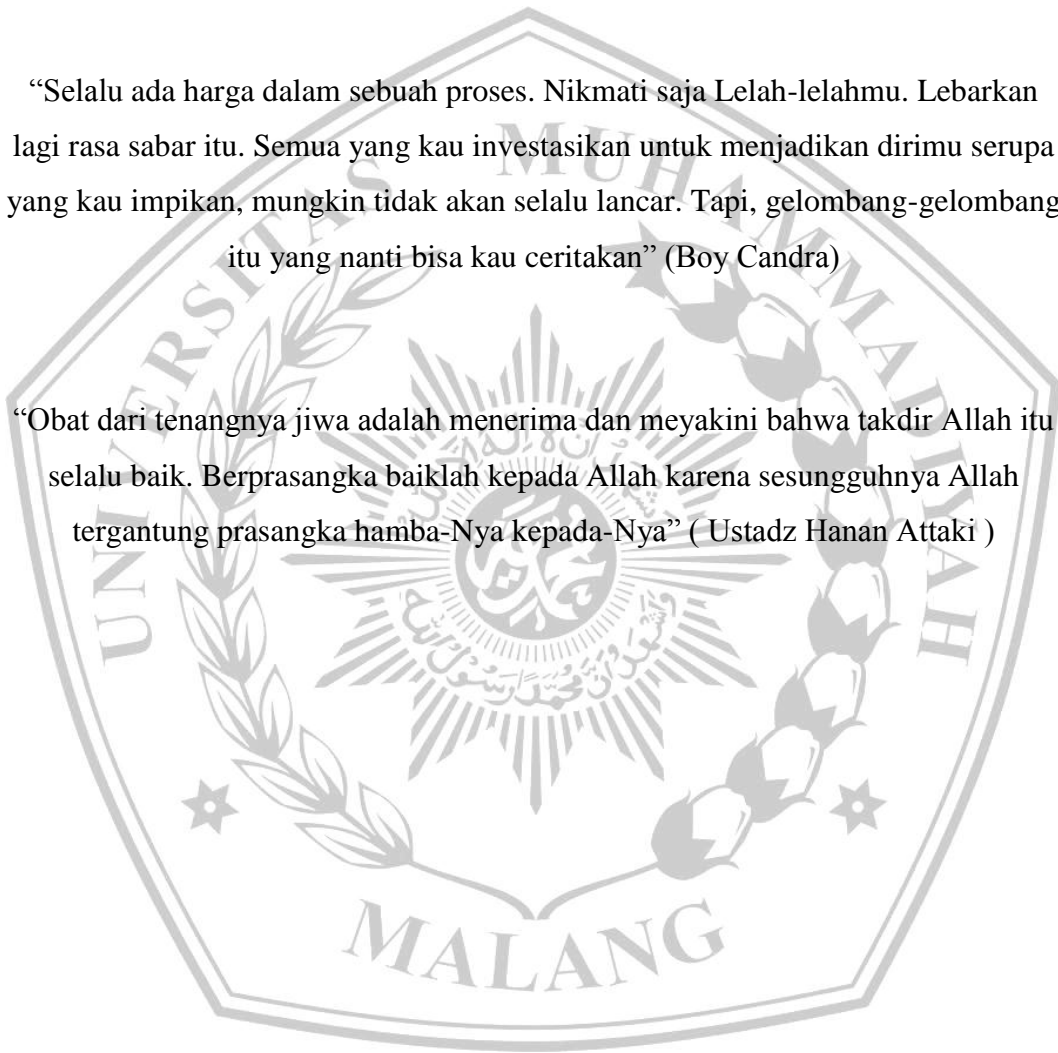 “Selalu ada harga dalam sebuah proses. Nikmati saja Lelah-lelahmu. Lebarkan
lagi rasa sabar itu. Semua yang kau investasikan untuk menjadikan dirimu serupa
yang kau impikan, mungkin tidak akan selalu lancar. Tapi, gelombang-gelombang
itu yang nanti bisa kau ceritakan” (Boy Candra)
“Obat dari tenangnya jiwa adalah menerima dan meyakini bahwa takdir Allah itu
selalu baik. Berprasangka baiklah kepada Allah karena sesungguhnya Allah
tergantung prasangka hamba-Nya kepada-Nya” ( Ustadz Hanan Attaki )
UNIVERSITAS MUHAMMADIYAH
MALANG